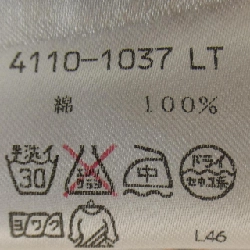 4110-1037 LT
綿 100%
手洗イ 30 エンソサラシ 中 ドライ セキユ系
ヨワク L46